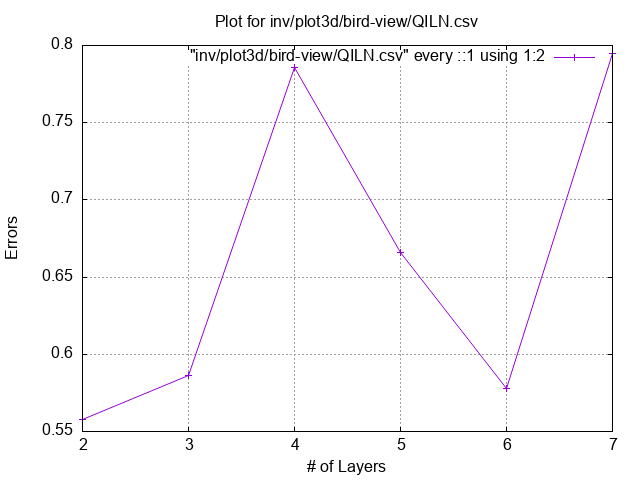 Plot for inv/plot3d/bird-view/QILN.csv
"inv/plot3d/bird-view/QILN.csv" every ::1 using 1:2
0.8
0.75
0.7
0.65
0.6
0.55
Errors
2 3 4 5 6 7
# of Layers